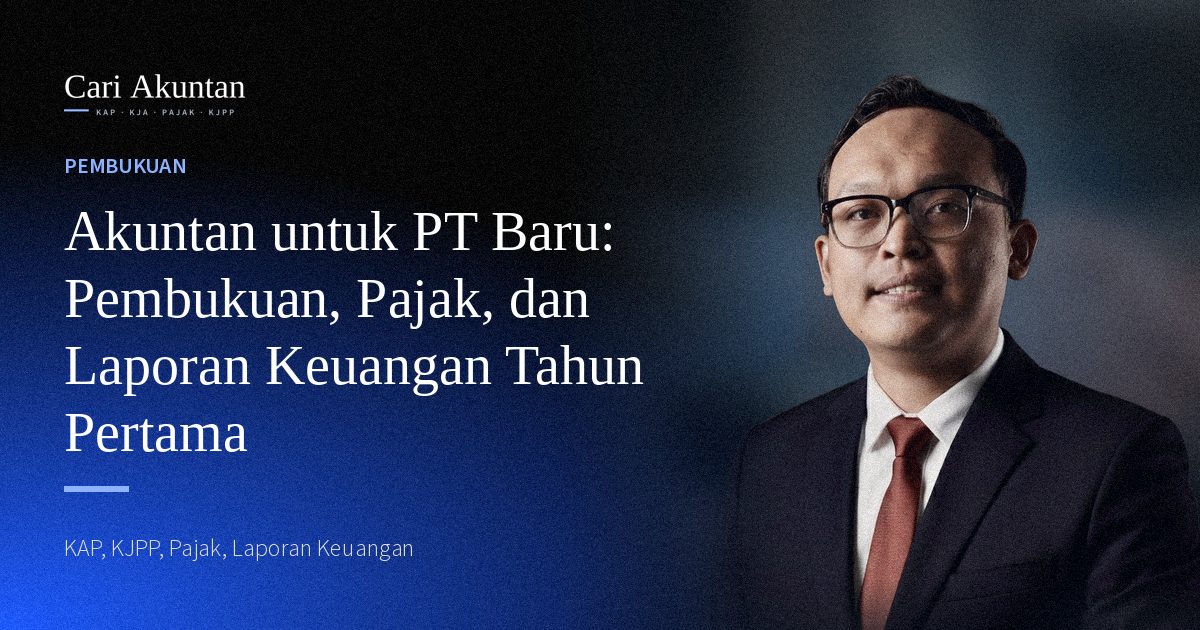 Cari Akuntan
KAP · KJA · PAJAK · KJPP
PEMBUKUAN
Akuntan untuk PT Baru:
Pembukuan, Pajak, dan
Laporan Keuangan Tahun
Pertama
KAP, KJPP, Pajak, Laporan Keuangan